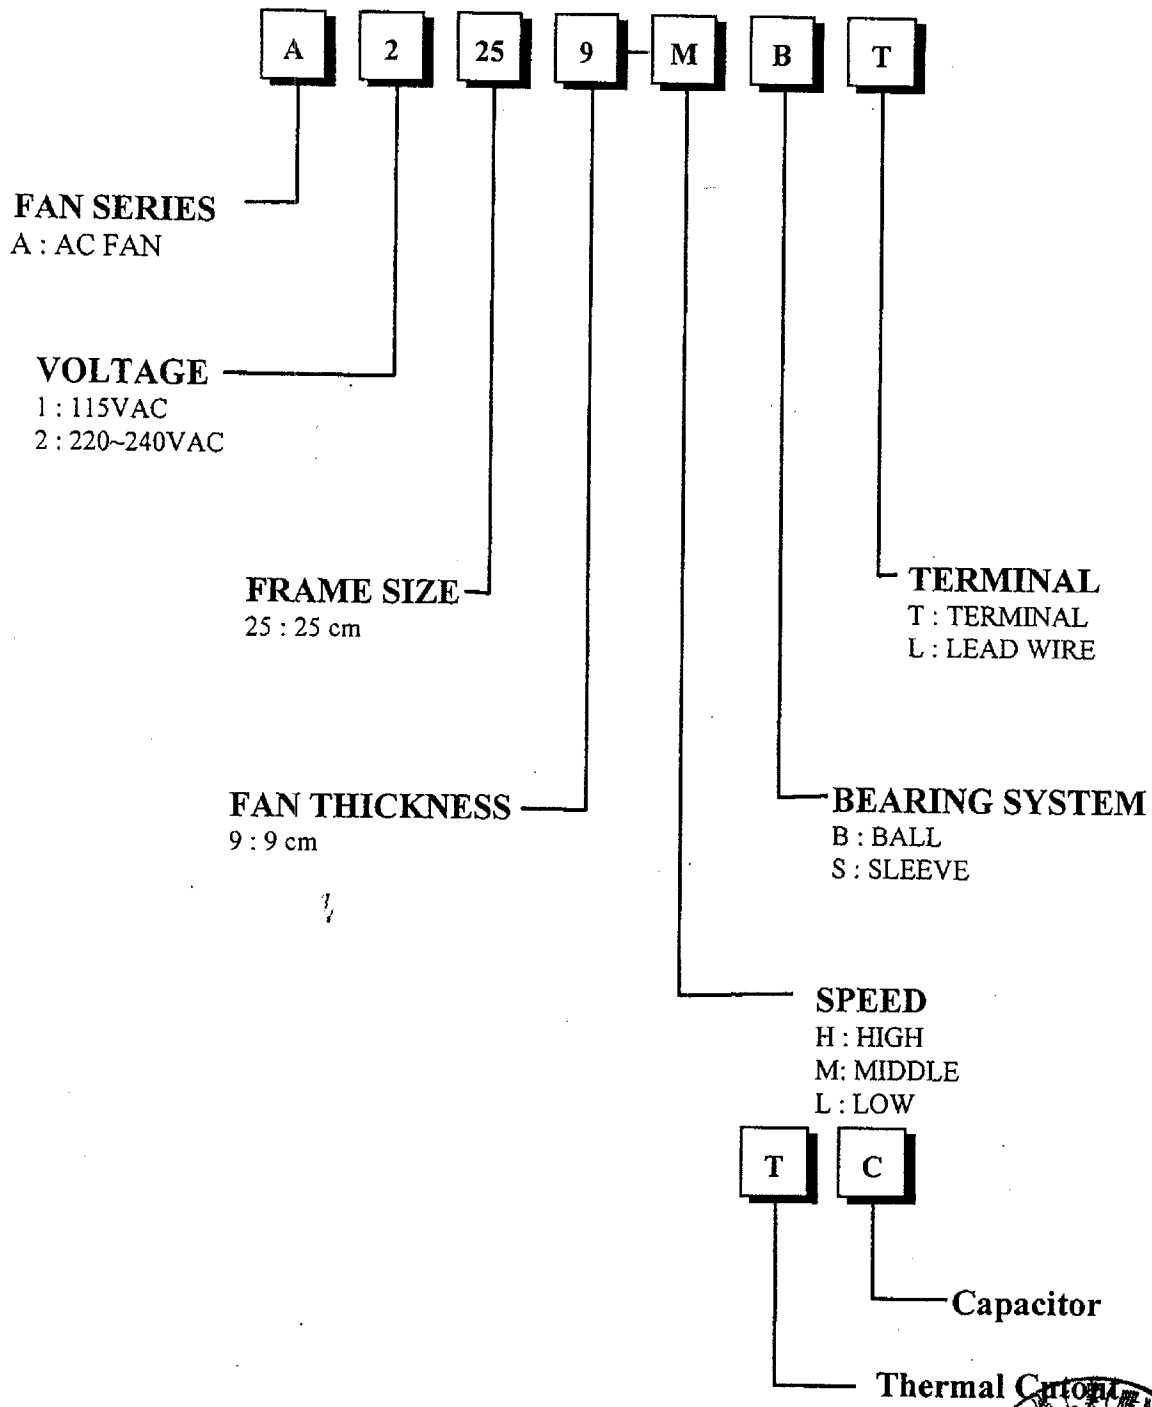 A 2 25 9 - M B T
FAN SERIES
A : AC FAN
VOLTAGE
1 : 115VAC
2 : 220~240VAC
FRAME SIZE
25 : 25 cm
TERMINAL
T : TERMINAL
L : LEAD WIRE
FAN THICKNESS
9 : 9 cm
BEARING SYSTEM
B : BALL
S : SLEEVE
SPEED
H : HIGH
M: MIDDLE
L : LOW
T C
Capacitor
Thermal Cutout